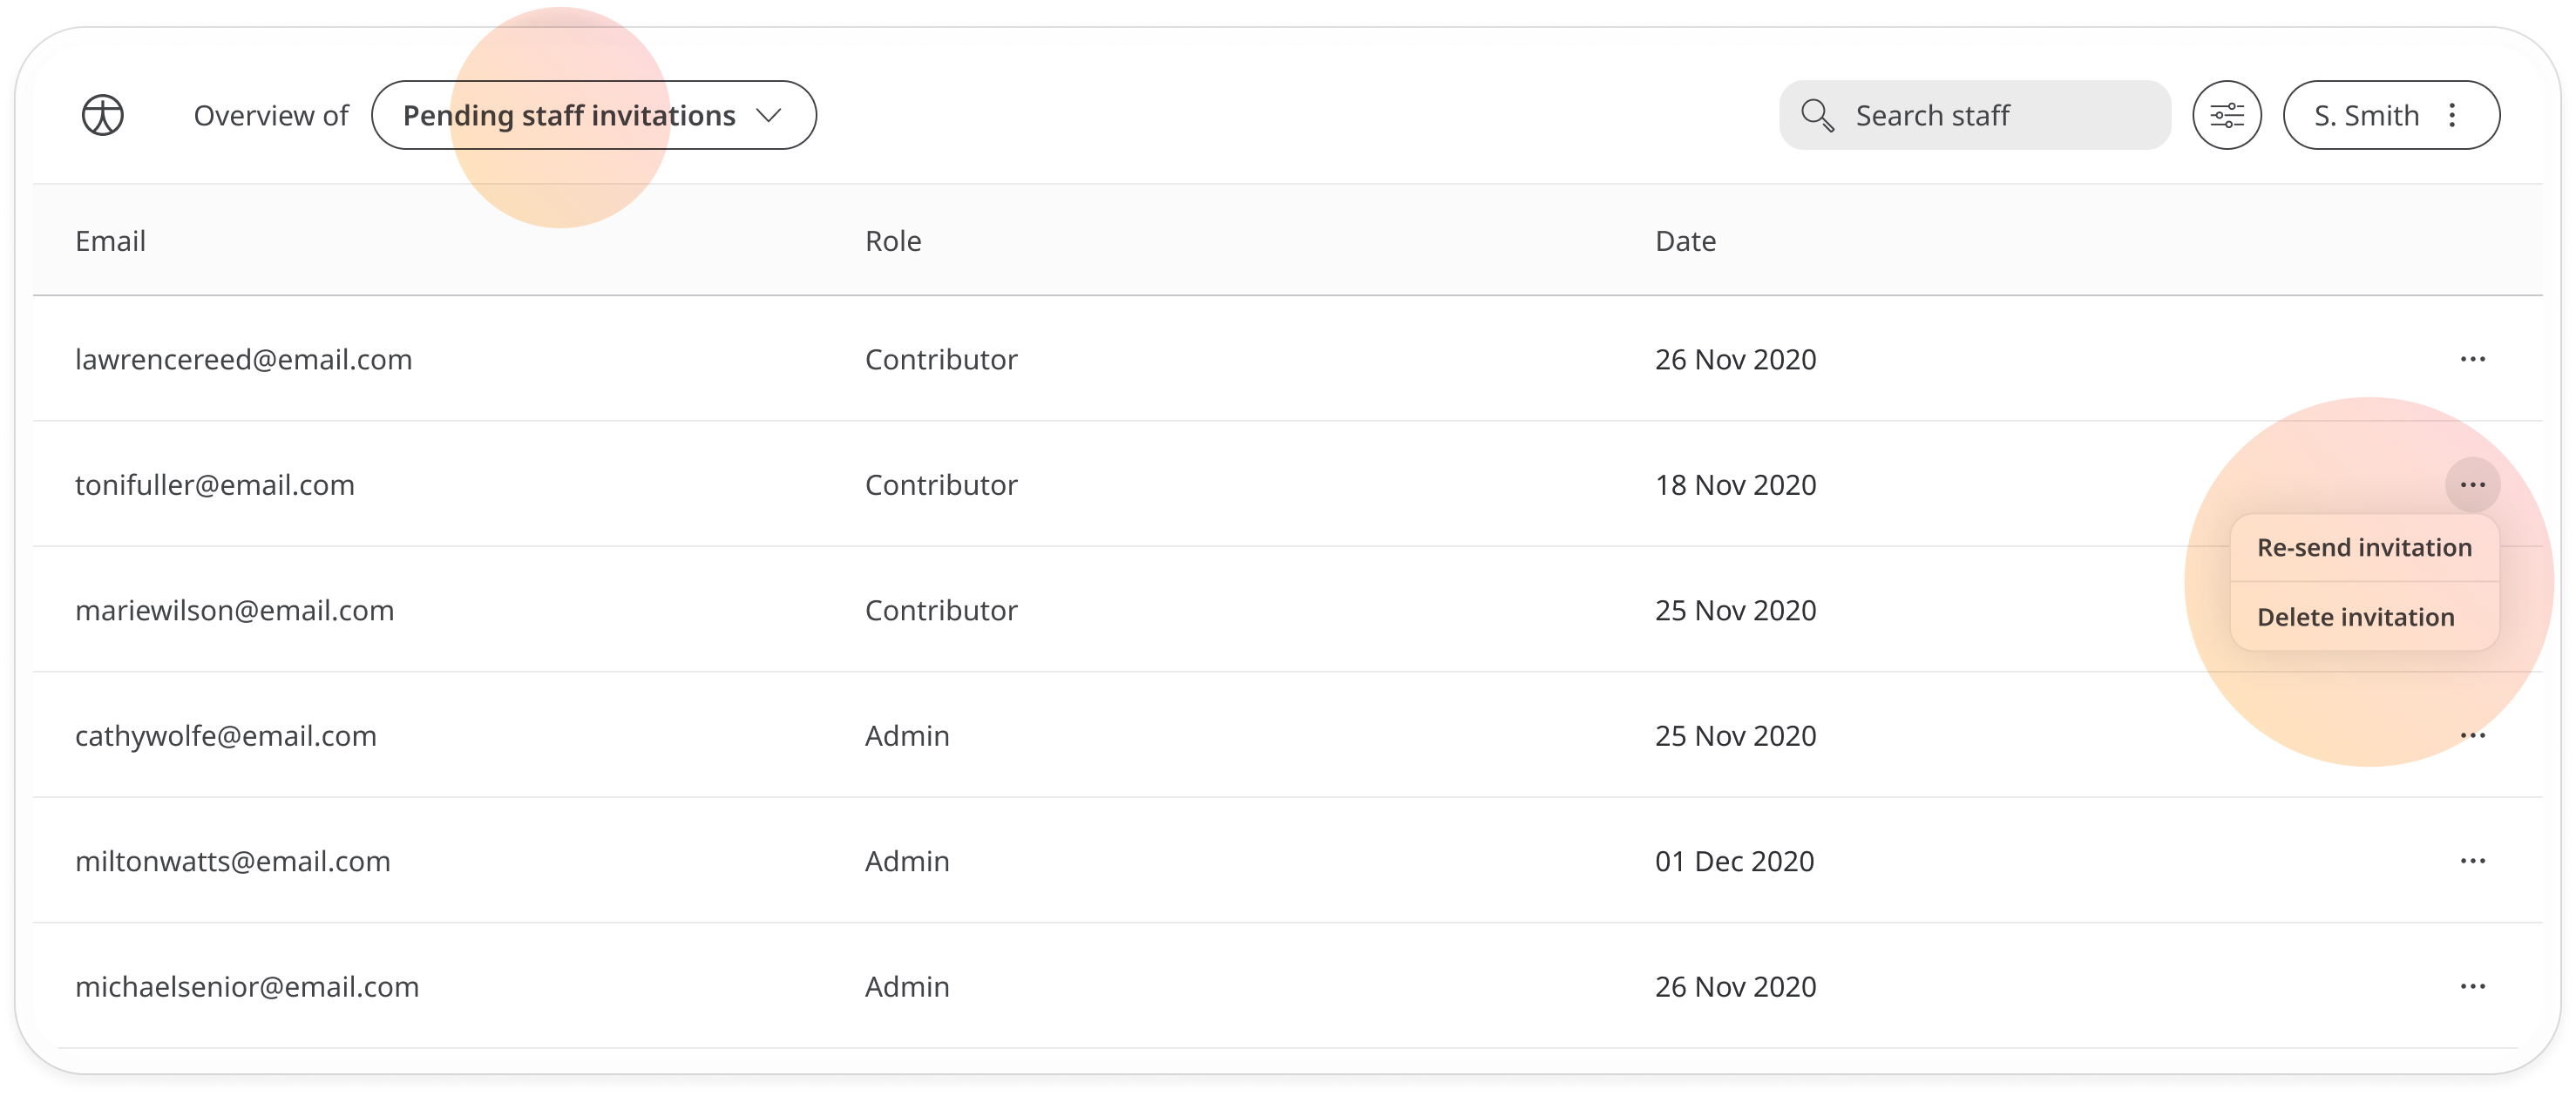 Overview of Pending staff invitations Search staff S. Smith
Email Role Date
lawrencereed@email.com Contributor 26 Nov 2020
tonifuller@email.com Contributor 18 Nov 2020
Re-send invitation
mariewilson@email.com Contributor 25 Nov 2020
Delete invitation
cathywolfe@email.com Admin 25 Nov 2020
miltonwatts@email.com Admin 01 Dec 2020
michaelsenior@email.com Admin 26 Nov 2020